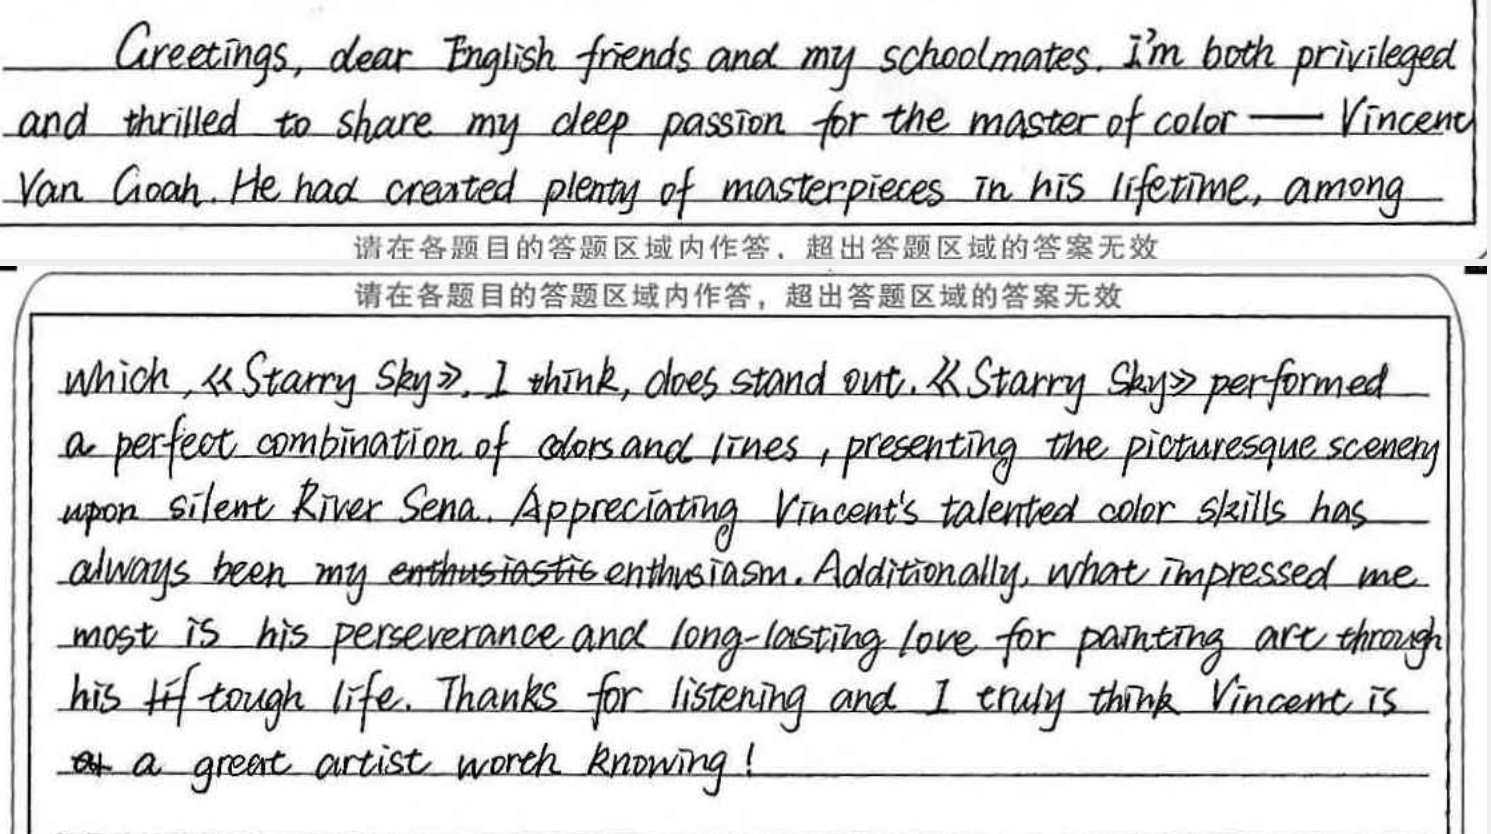 Greetings, dear English friends and my schoolmates. I'm both privileged
and thrilled to share my deep passion for the master of color — Vincent
Van Goah. He had created plenty of masterpieces in his lifetime, among
请在各题目的答题区域内作答，超出答题区域的答案无效
请在各题目的答题区域内作答，超出答题区域的答案无效
which, 《Starry Sky》, I think, does stand out. 《Starry Sky》 performed
a perfect combination of colors and lines, presenting the picturesque scenery
upon silent River Sena. Appreciating Vincent's talented color skills has
always been my enthusiastic enthusiasm. Additionally, what impressed me
most is his perseverance and long-lasting love for painting art through
his lif tough life. Thanks for listening and I truly think Vincent is
a great artist worth knowing!